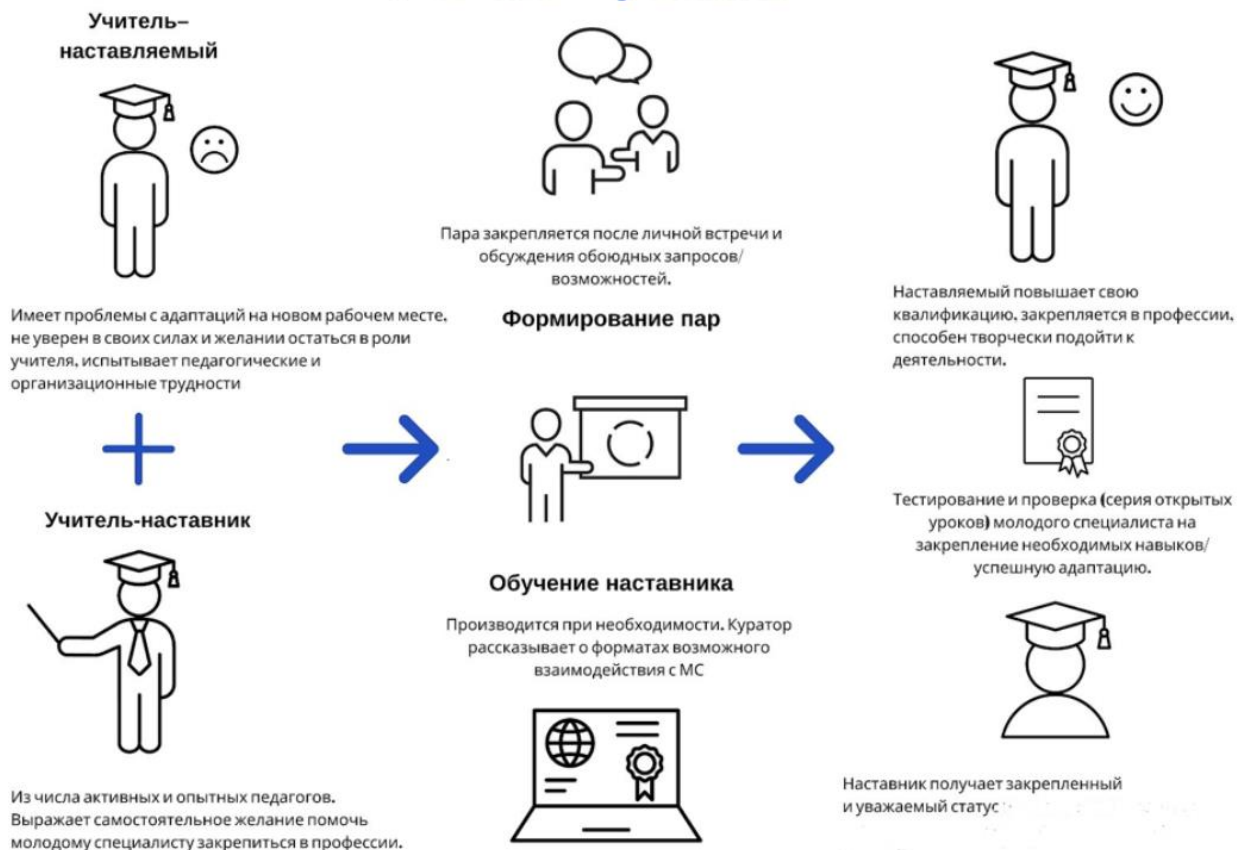 Учитель–
наставляемый
Имеет проблемы с адаптаций на новом рабочем месте,
не уверен в своих силах и желании остаться в роли
учителя, испытывает педагогические и
организационные трудности
Учитель-наставник
Из числа активных и опытных педагогов.
Выражает самостоятельное желание помочь
молодому специалисту закрепиться в профессии.
Пара закрепляется после личной встречи и
обсуждения обоюдных запросов/
возможностей.
Формирование пар
Обучение наставника
Производится при необходимости. Куратор
рассказывает о форматах возможного
взаимодействия с МС
Наставляемый повышает свою
квалификацию, закрепляется в профессии,
способен творчески подойти к
деятельности.
Тестирование и проверка (серия открытых
уроков) молодого специалиста на
закрепление необходимых навыков/
успешную адаптацию.
Наставник получает закрепленный
и уважаемый статус